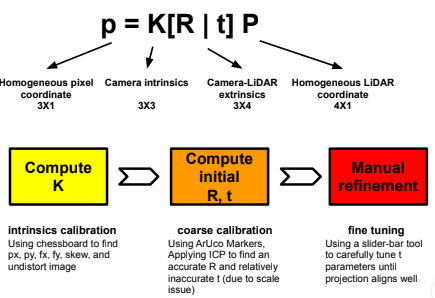 p = K[R | t] P
Homogeneous pixel
coordinate
3X1
Camera intrinsics
3X3
Camera-LiDAR
extrinsics
3X4
Homogeneous LiDAR
coordinate
4X1
Compute
K
Compute
initial
R, t
Manual
refinement
intrinsics calibration
Using chessboard to find
px, py, fx, fy, skew, and
undistort image
coarse calibration
Using ArUco Markers,
Applying ICP to find an
accurate R and relatively
inaccurate t (due to scale
issue)
fine tuning
Using a slider-bar tool
to carefully tune t
parameters until
projection aligns well